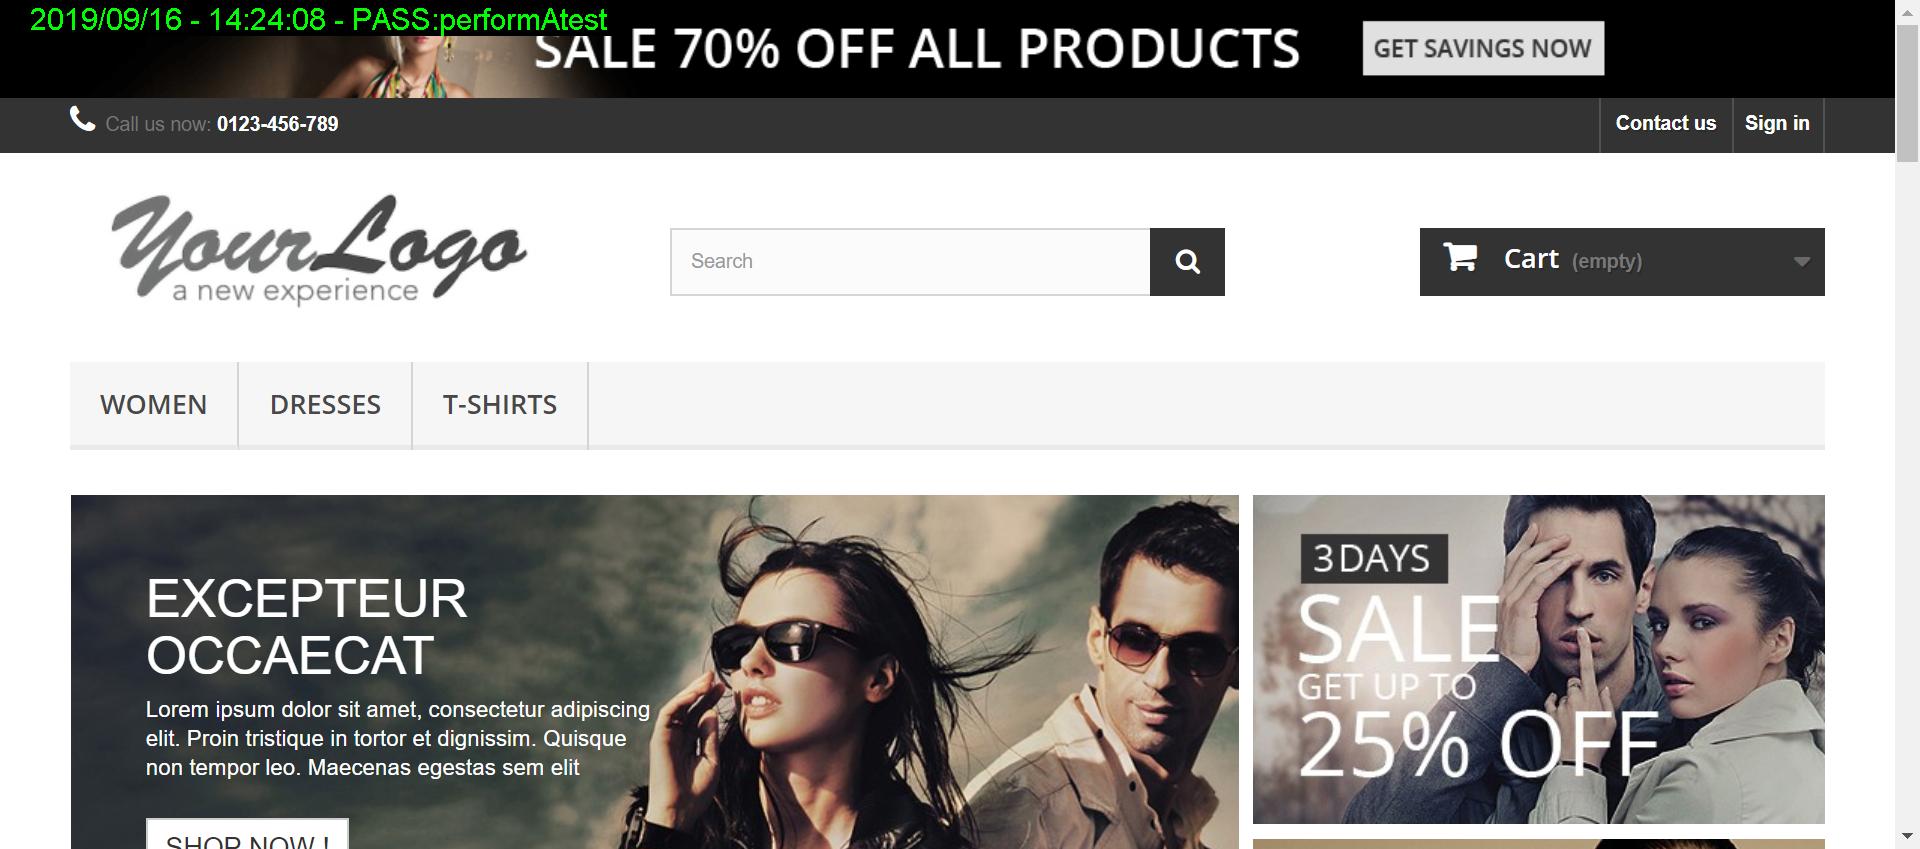 2019/09/16 - 14:24:08 - PASS:performAtest
SALE 70% OFF ALL PRODUCTS
GET SAVINGS NOW
Call us now: 0123-456-789
Contact us
Sign in
YourLogo
a new experience
Search
Cart (empty)
WOMEN
DRESSES
T-SHIRTS
EXCEPTEUR
OCCAECAT
Lorem ipsum dolor sit amet, consectetur adipiscing
elit. Proin tristique in tortor et dignissim. Quisque
non tempor leo. Maecenas egestas sem elit
SHOP NOW !
3 DAYS
SALE
GET UP TO
25% OFF